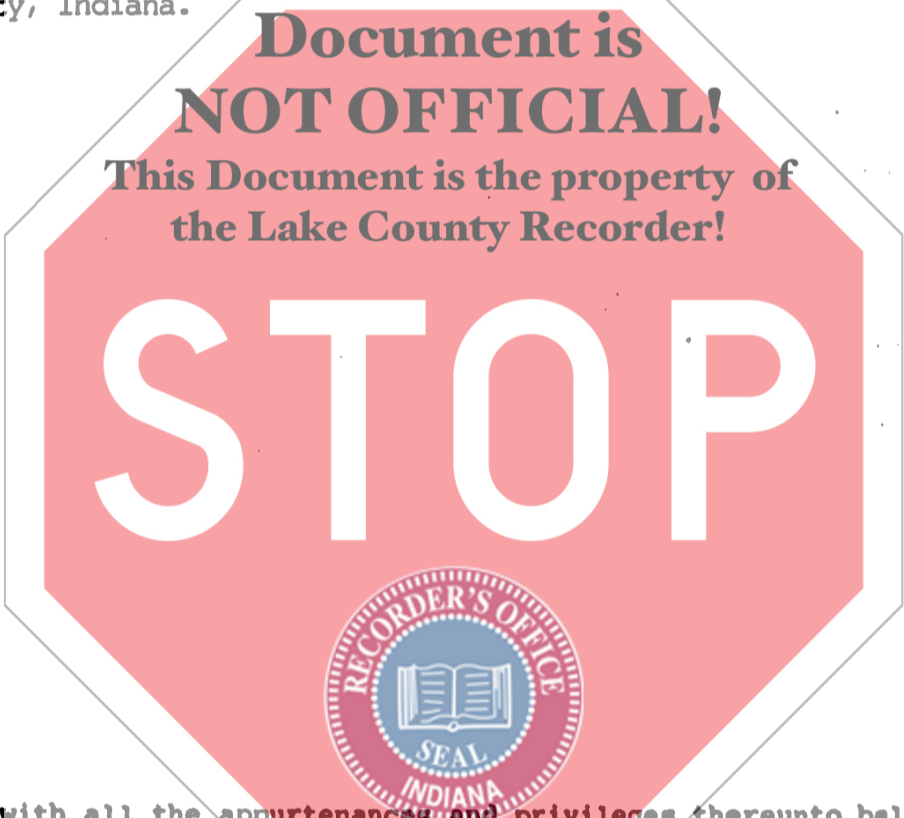 ty, Indiana.
Document is
NOT OFFICIAL!
This Document is the property of
the Lake County Recorder!
STOP
RECORDER'S OFFICE
SEAL
INDIANA
with all the appurtenances and privileges thereunto bel